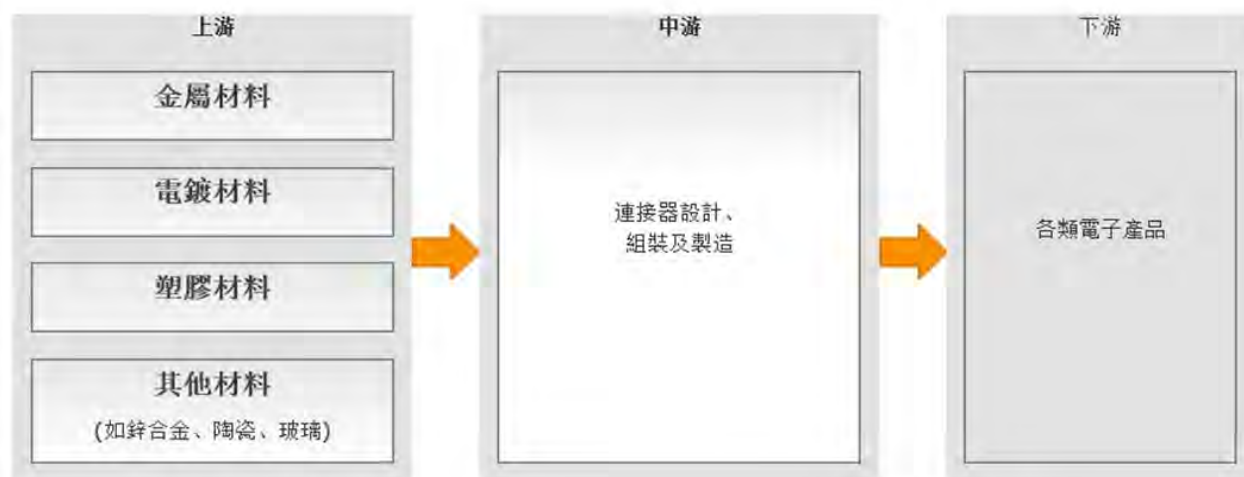 上游
金屬材料
電鍍材料
塑膠材料
其他材料
(如鋅合金、陶瓷、玻璃)
中游
連接器設計、
組裝及製造
下游
各類電子產品